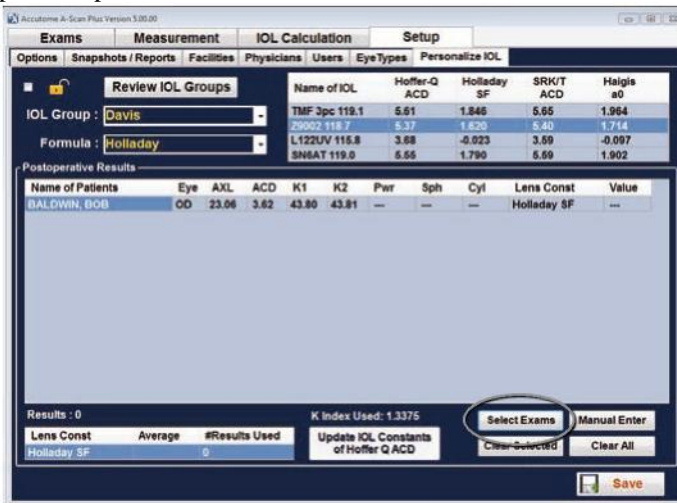 Accutome A-Scan Plus Version 5.00.00
Exams Measurement IOL Calculation Setup
Options Snapshots / Reports Facilities Physicians Users Eye Types Personalize IOL
Review IOL Groups
IOL Group : Davis
Formula : Holladay
Name of IOL Hoffer-Q ACD Holladay SF SRK/T ACD Haigis a0
TMF 3pc 119.1 5.61 1.846 5.65 1.964
Z9002 118.7 5.37 1.620 5.40 1.714
L122UV 115.8 3.68 -0.023 3.59 -0.097
SN6AT 119.0 5.55 1.790 5.59 1.902
Postoperative Results
Name of Patients Eye AXL ACD K1 K2 Pwr Sph Cyl Lens Const Value
BALDWIN, BOB OD 23.06 3.62 43.80 43.81 --- --- --- Holladay SF ---
Results : 0 K Index Used: 1.3375
Select Exams Manual Enter
Lens Const Average #Results Used
Holladay SF 0
Update IOL Constants
of Hoffer Q ACD
Clear Selected Clear All
Save